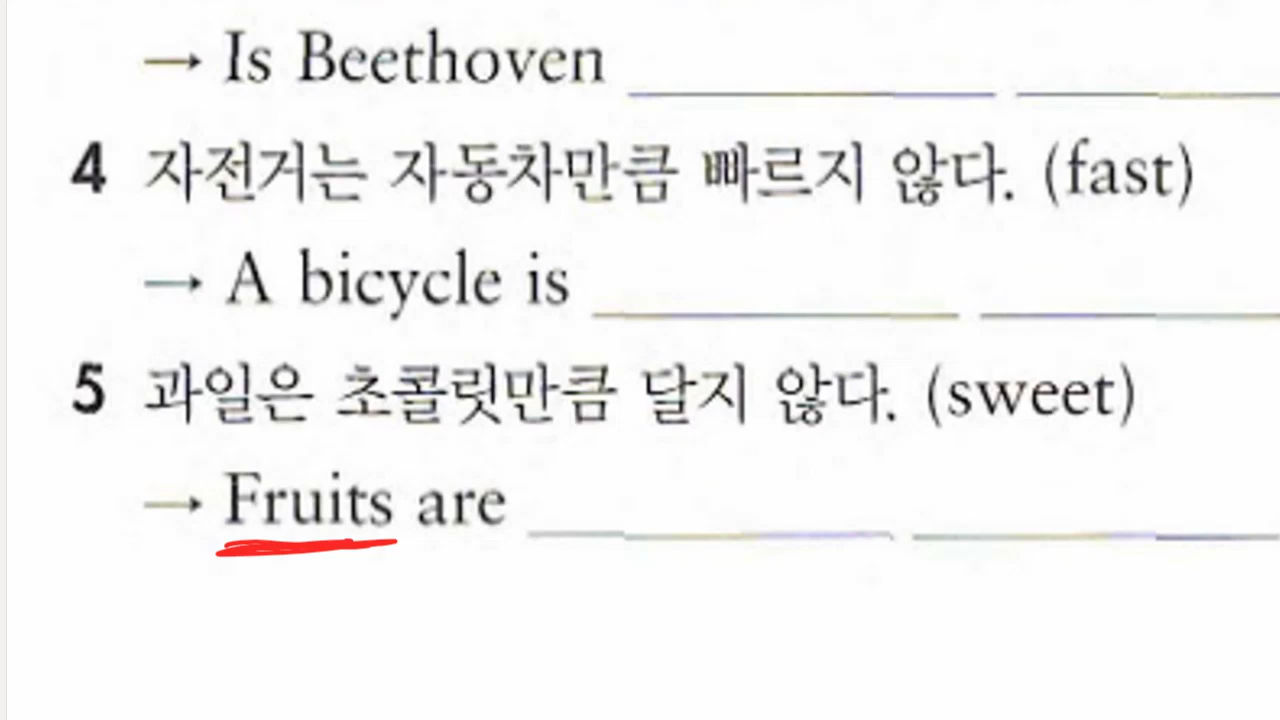 → Is Beethoven
4 자전거는 자동차만큼 빠르지 않다. (fast)
→ A bicycle is
5 과일은 초콜릿만큼 달지 않다. (sweet)
→ Fruits are